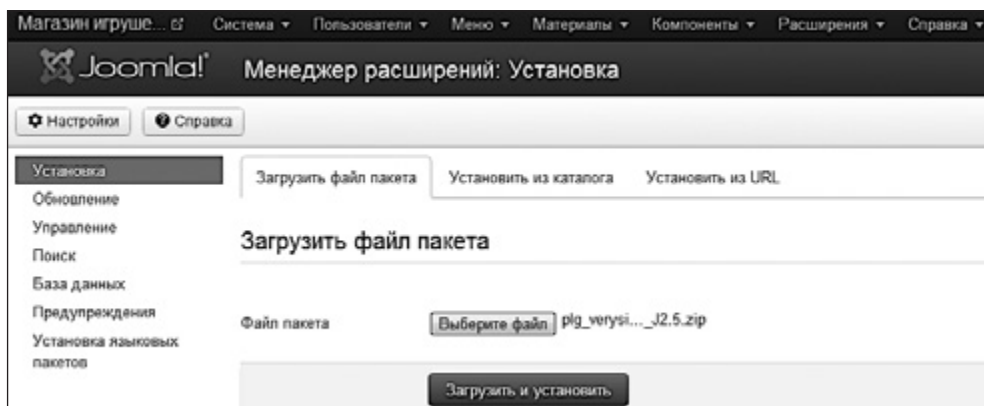 Магазин игруше... Система Пользователи Меню Материалы Компоненты Расширения Справка
Joomla! Менеджер расширений: Установка
Настройки Справка
Установка
Обновление
Управление
Поиск
База данных
Предупреждения
Установка языковых
пакетов
Загрузить файл пакета Установить из каталога Установить из URL
Загрузить файл пакета
Файл пакета Выберите файл plg_verysi..._J2.5.zip
Загрузить и установить